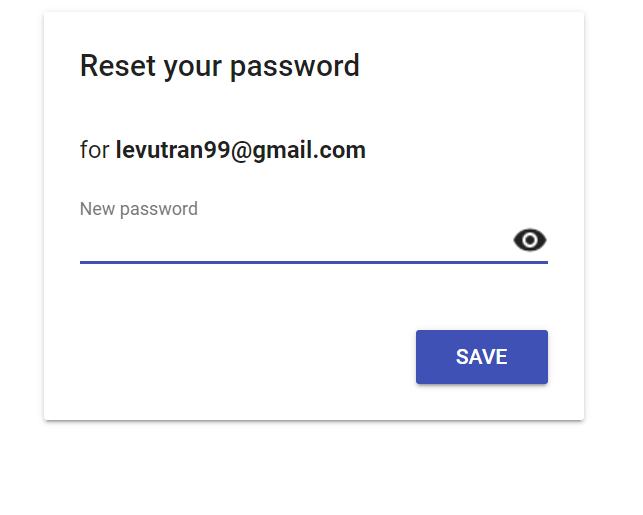 Reset your password
for levutran99@gmail.com
New password
SAVE